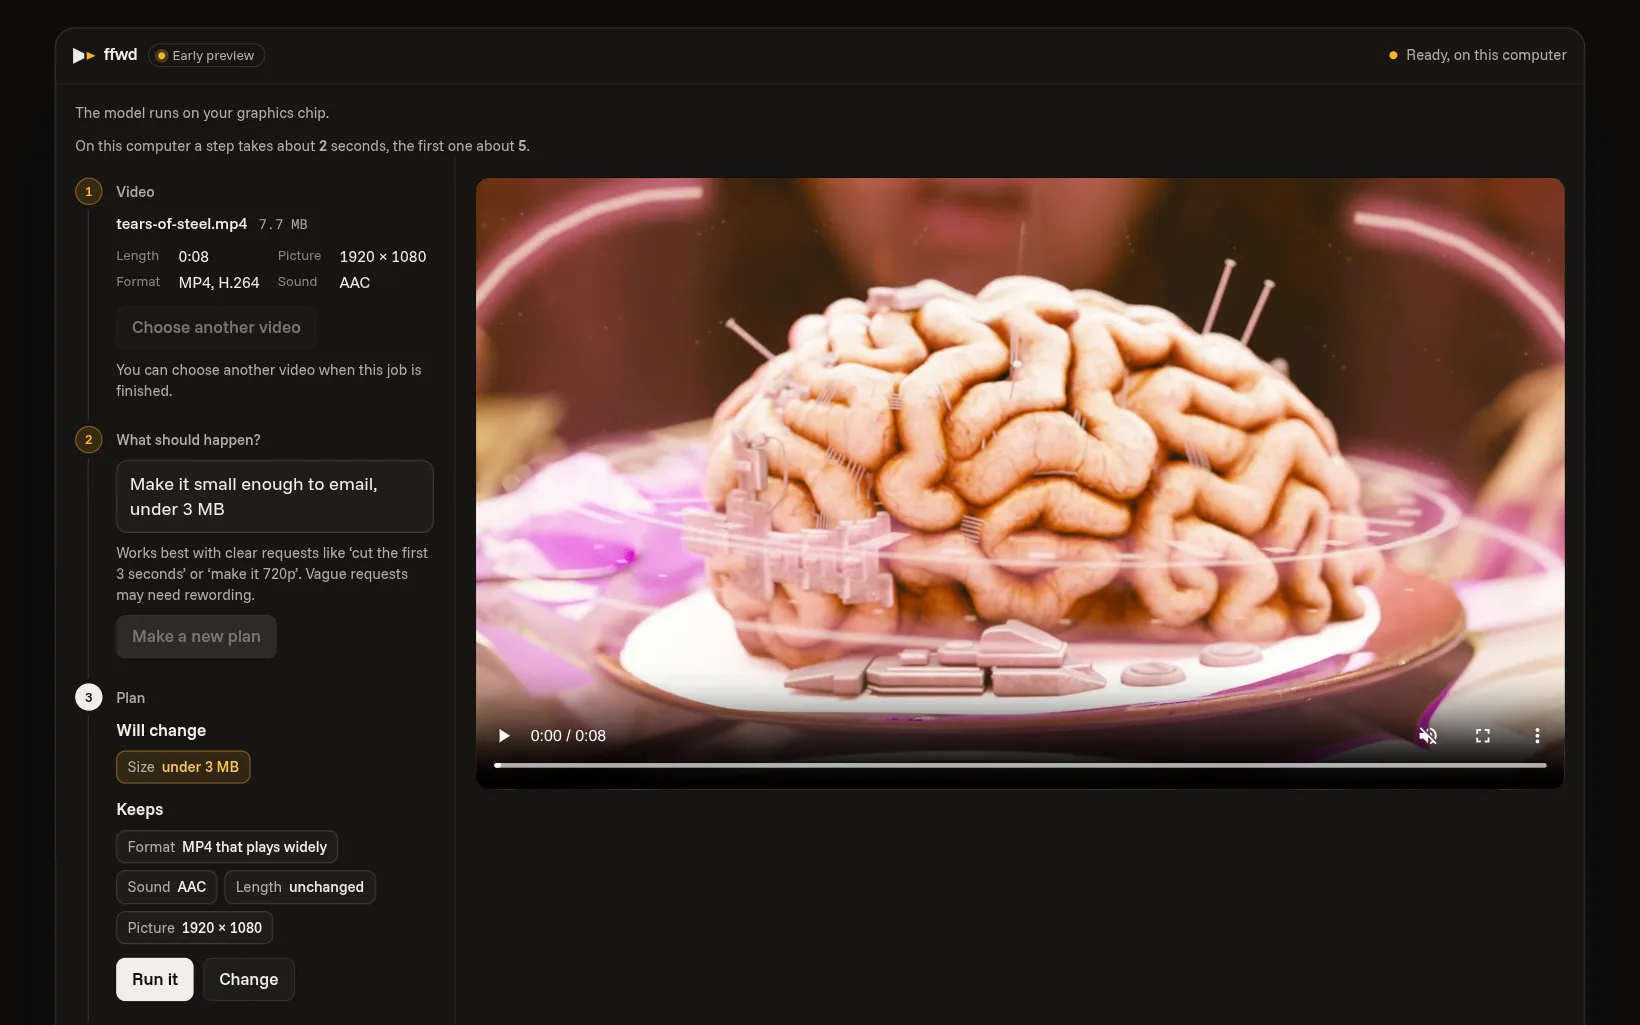 ffwd
Early preview
Ready, on this computer
The model runs on your graphics chip.
On this computer a step takes about 2 seconds, the first one about 5.
1
Video
tears-of-steel.mp4 7.7 MB
Length 0:08 Picture 1920 × 1080
Format MP4, H.264 Sound AAC
Choose another video
You can choose another video when this job is
finished.
2
What should happen?
Make it small enough to email,
under 3 MB
Works best with clear requests like ‘cut the first
3 seconds’ or ‘make it 720p’. Vague requests
may need rewording.
Make a new plan
3
Plan
Will change
Size under 3 MB
Keeps
Format MP4 that plays widely
Sound AAC
Length unchanged
Picture 1920 × 1080
Run it
Change
0:00 / 0:08